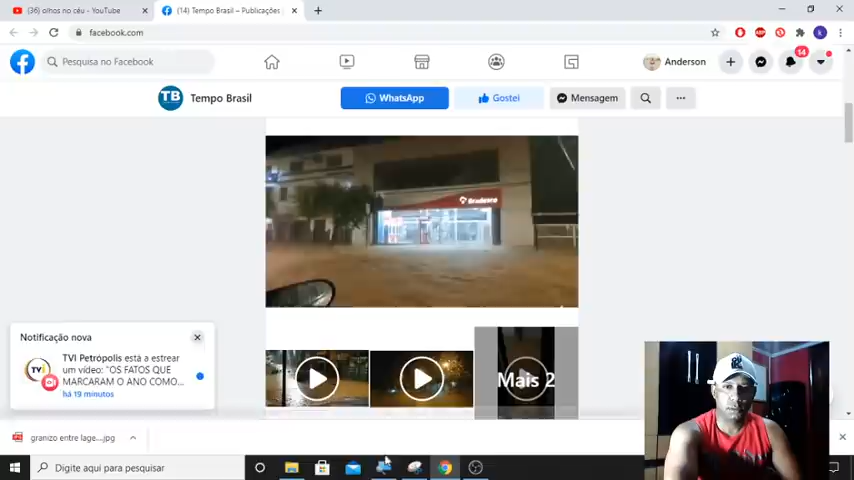 (36) olhos no céu - YouTube
(14) Tempo Brasil – Publicações
facebook.com
Pesquisa no Facebook
Anderson
14
TB
Tempo Brasil
WhatsApp
Gostei
Mensagem
Bradesco
Notificação nova
TVI Petrópolis está a estrear
um vídeo: "OS FATOS QUE
MARCARAM O ANO COMO...
há 19 minutos
Mais 2
granizo entre lage....jpg
Digite aqui para pesquisar